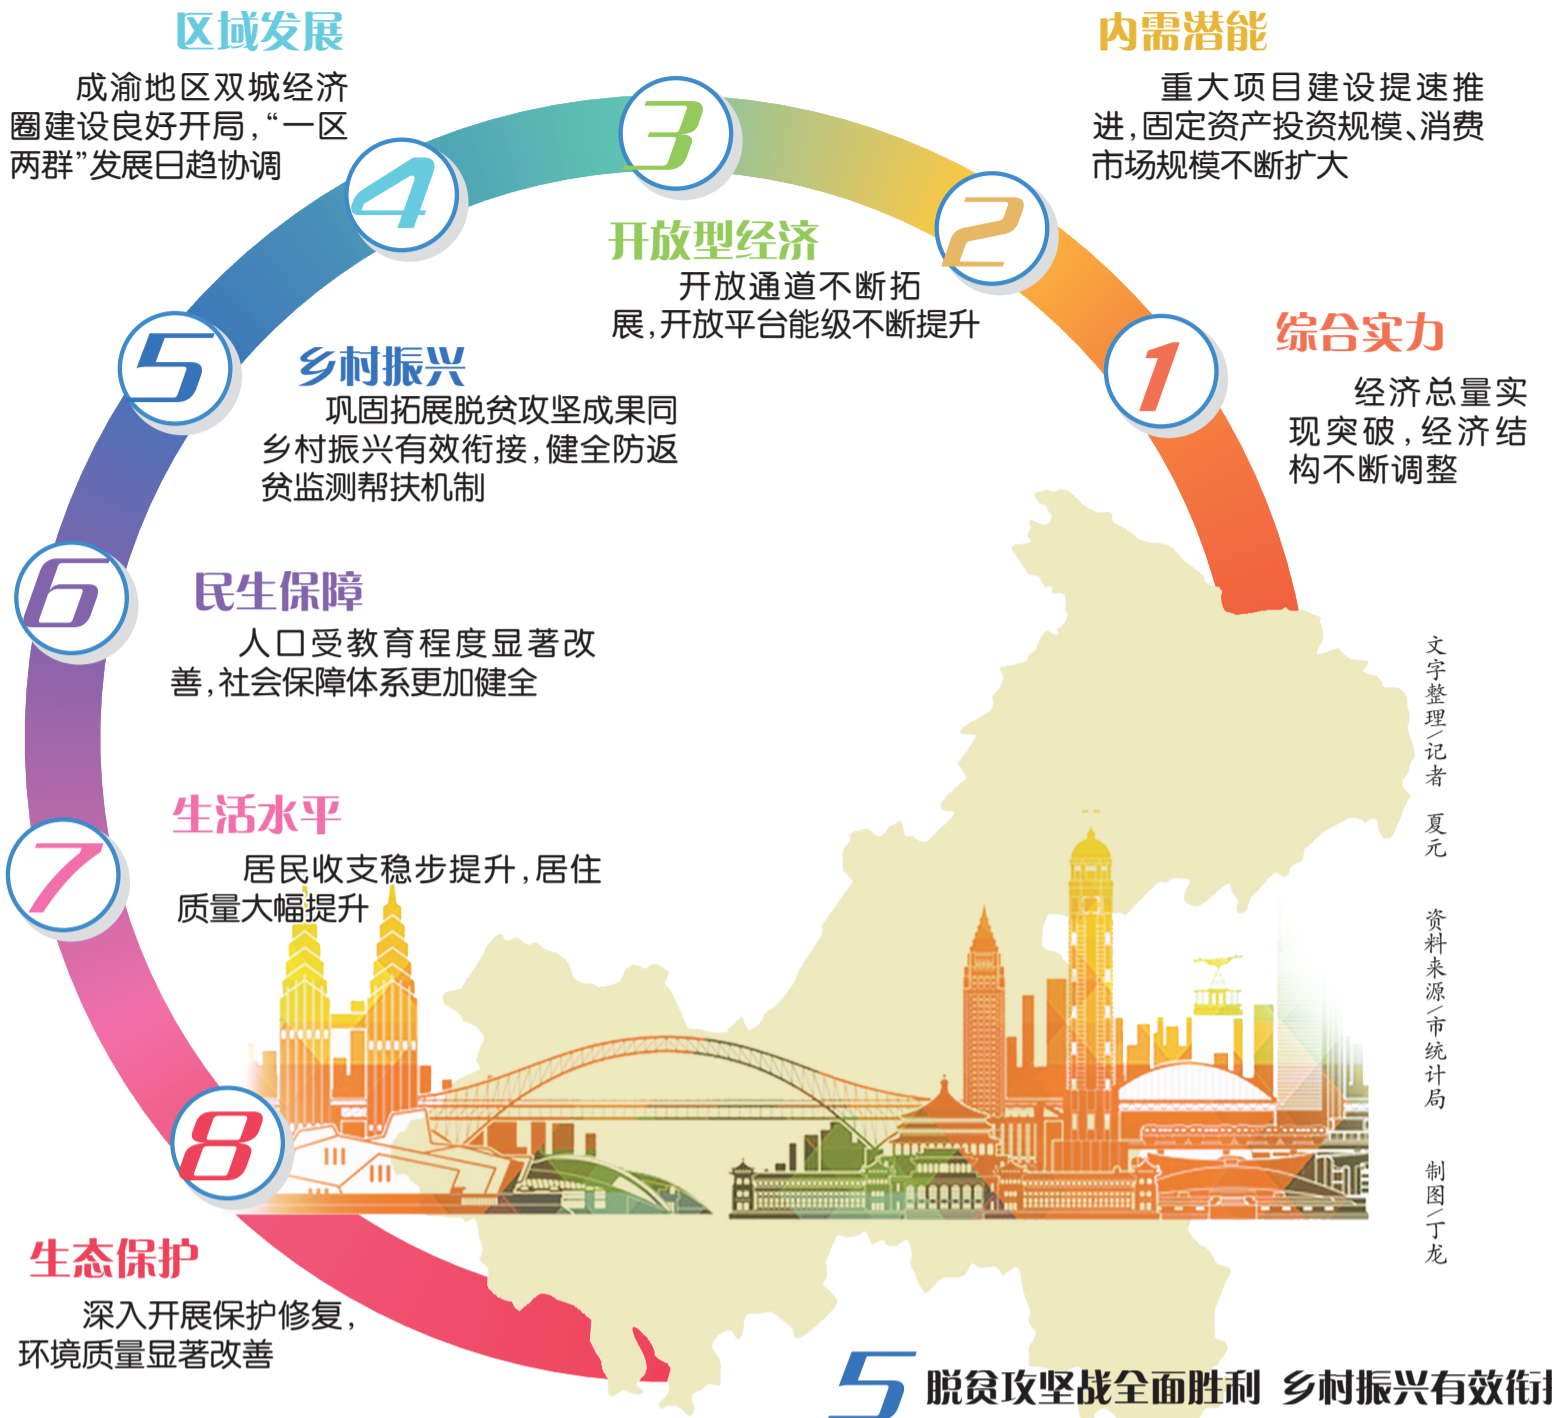 1
综合实力
经济总量实
现突破，经济结
构不断调整
2
内需潜能
重大项目建设提速推
进，固定资产投资规模、消费
市场规模不断扩大
3
开放型经济
开放通道不断拓
展，开放平台能级不断提升
4
区域发展
成渝地区双城经济
圈建设良好开局，“一区
两群”发展日趋协调
5
乡村振兴
巩固拓展脱贫攻坚成果同
乡村振兴有效衔接，健全防返
贫监测帮扶机制
6
民生保障
人口受教育程度显著改
善，社会保障体系更加健全
7
生活水平
居民收支稳步提升，居住
质量大幅提升
8
生态保护
深入开展保护修复，
环境质量显著改善
文字整理/记者 夏元 资料来源/市统计局 制图/丁龙
5 脱贫攻坚战全面胜利 乡村振兴有效衔